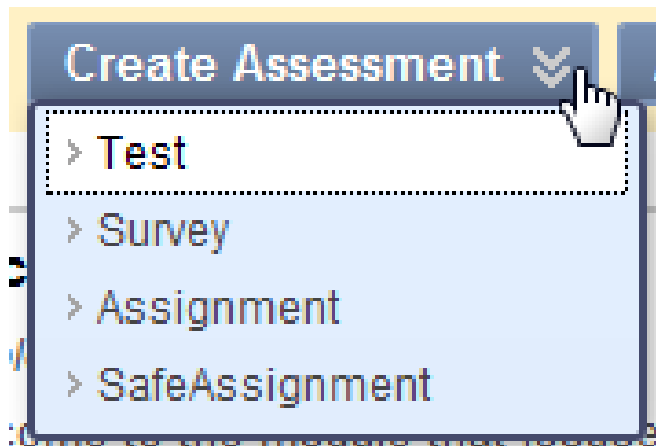 Create Assessment
> Test
> Survey
> Assignment
> SafeAssignment